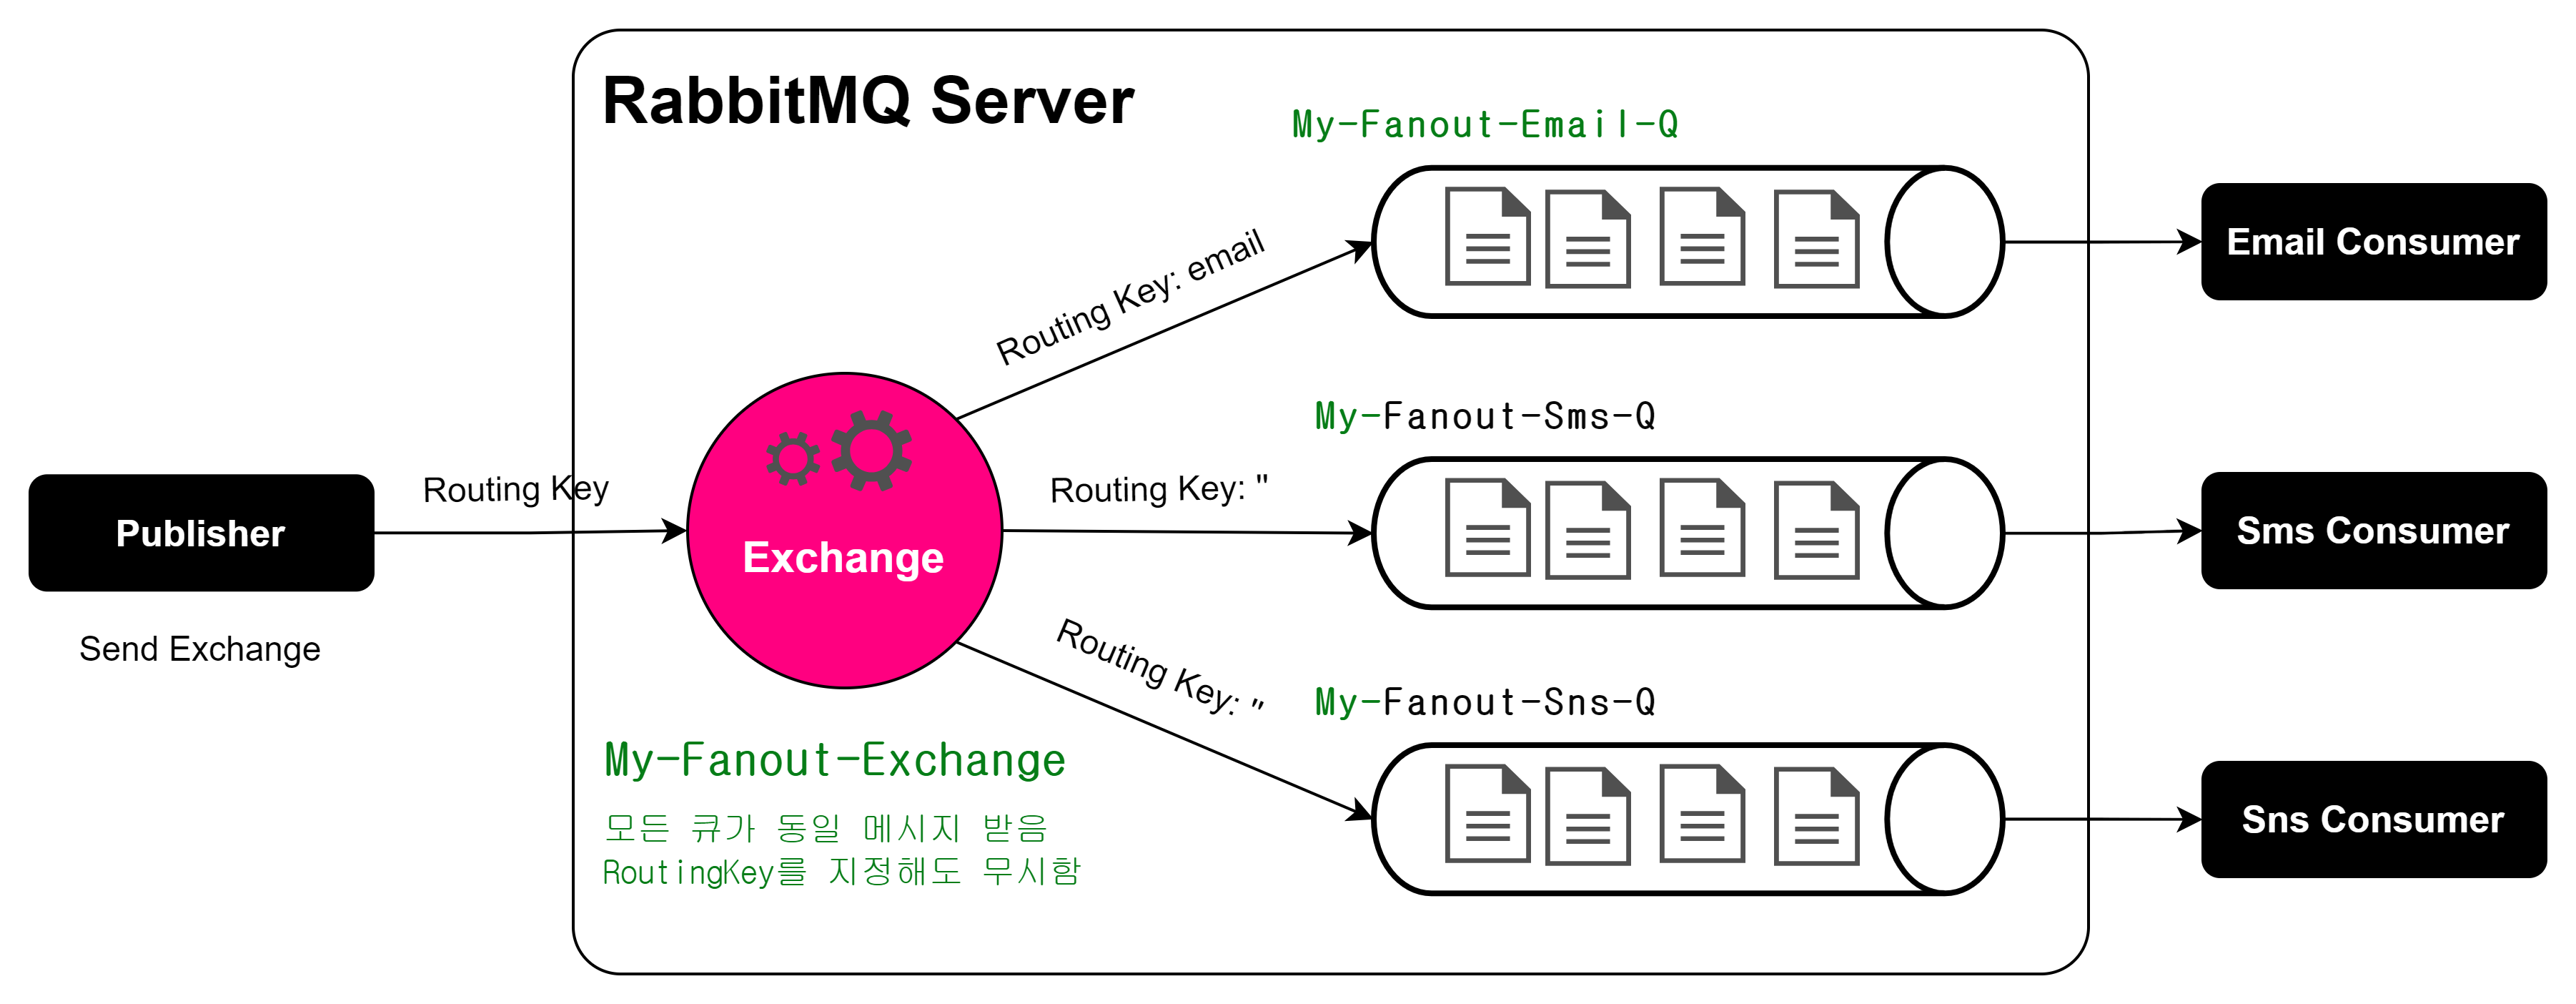 RabbitMQ Server
My-Fanout-Email-Q
Routing Key: email
Email Consumer
My-Fanout-Sms-Q
Routing Key
Routing Key: "
Exchange
Publisher
Sms Consumer
Send Exchange
Routing Key: "
My-Fanout-Sns-Q
My-Fanout-Exchange
모든 큐가 동일 메시지 받음
RoutingKey를 지정해도 무시함
Sns Consumer